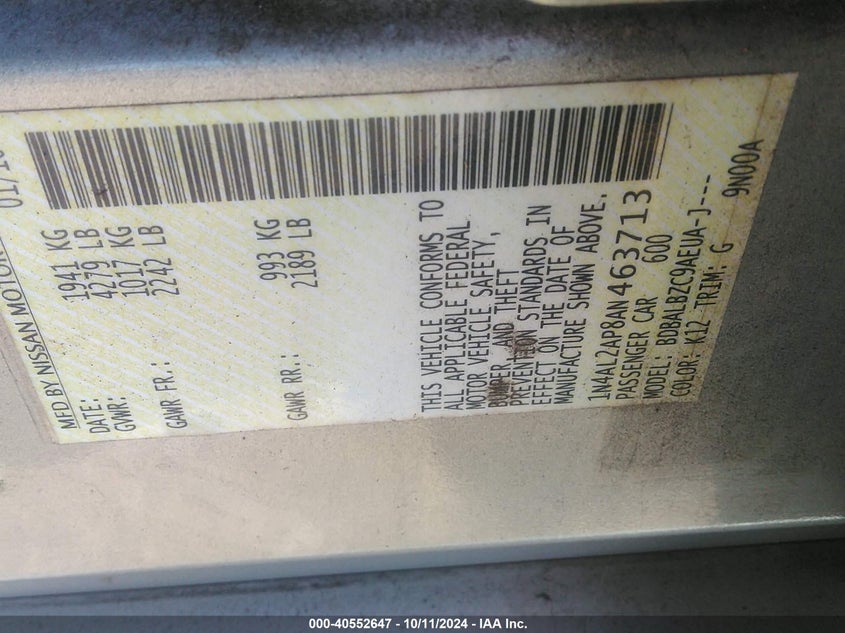 MFD BY NISSAN MOTOR
DATE: 01/10
GVWR: 1941 KG
4279 LB
GAWR FR.: 1017 KG
2242 LB
GAWR RR.: 993 KG
2189 LB
THIS VEHICLE CONFORMS TO
ALL APPLICABLE FEDERAL
MOTOR VEHICLE SAFETY,
BUMPER AND THEFT
PREVENTION STANDARDS IN
EFFECT ON THE DATE OF
MANUFACTURE SHOWN ABOVE.
1N4AL2AP8AN463713
PASSENGER CAR 600
MODEL: BDBALBZC9AEUA-J---
COLOR: K12 TRIM: G 9N00A
000-40552647 - 10/11/2024 - IAA Inc.